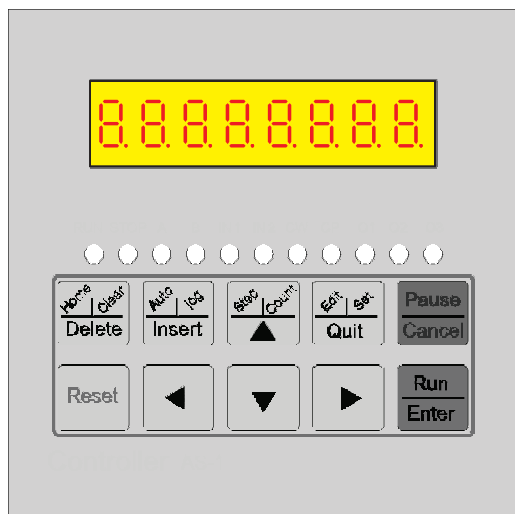 8.8.8.8.8.8.8.8.
Home | Clear
Delete
Auto | jog
Insert
Step | Count
▲
Edit | Set
Quit
Pause
Cancel
Reset
◀
▼
▶
Run
Enter